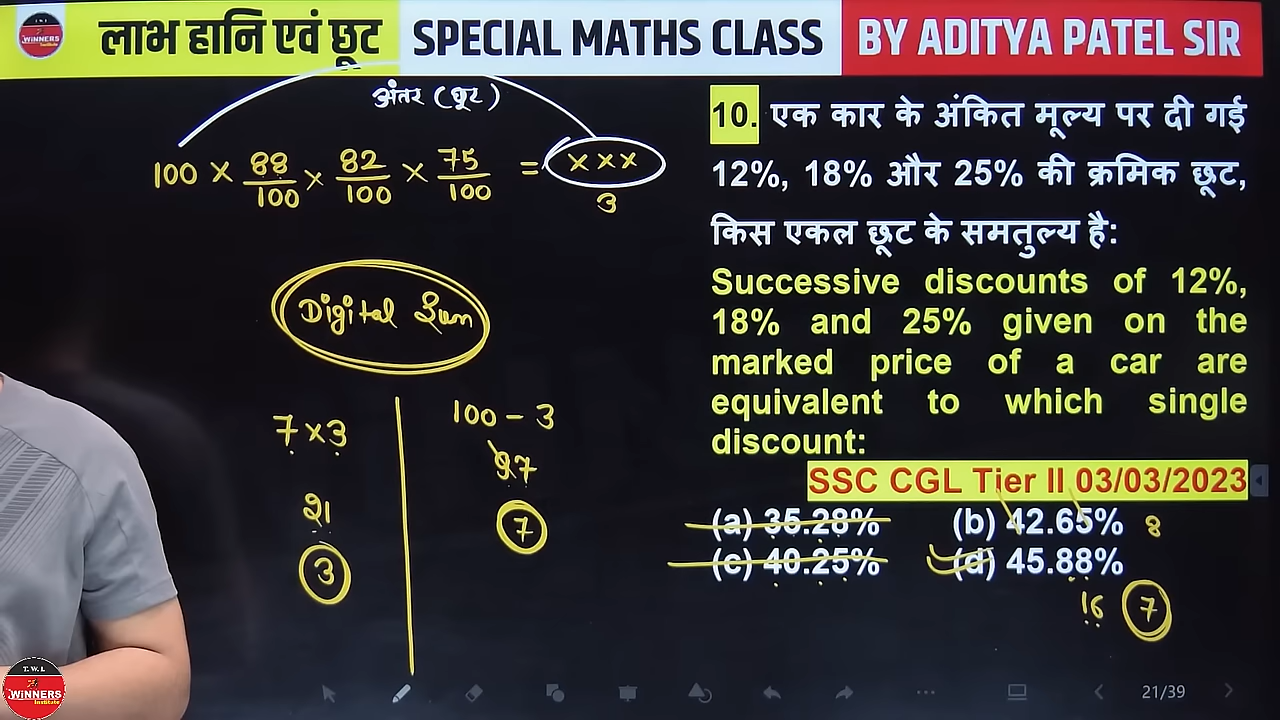 T.W.I.
WiNNERS
Institute
लाभ हानि एवं छूट
SPECIAL MATHS CLASS
BY ADITYA PATEL SIR
अंतर (छूट)
100 × 88/100 × 82/100 × 75/100 = ×××
3
Digital Sum
7 × 3
21
3
100 - 3
97
7
10. एक कार के अंकित मूल्य पर दी गई
12%, 18% और 25% की क्रमिक छूट,
किस एकल छूट के समतुल्य है:
Successive discounts of 12%,
18% and 25% given on the
marked price of a car are
equivalent to which single
discount:
SSC CGL Tier II 03/03/2023
(a) 35.28% (b) 42.65% 8
(c) 40.25% (d) 45.88%
16 7
T.W.I.
WiNNERS
Institute
21/39